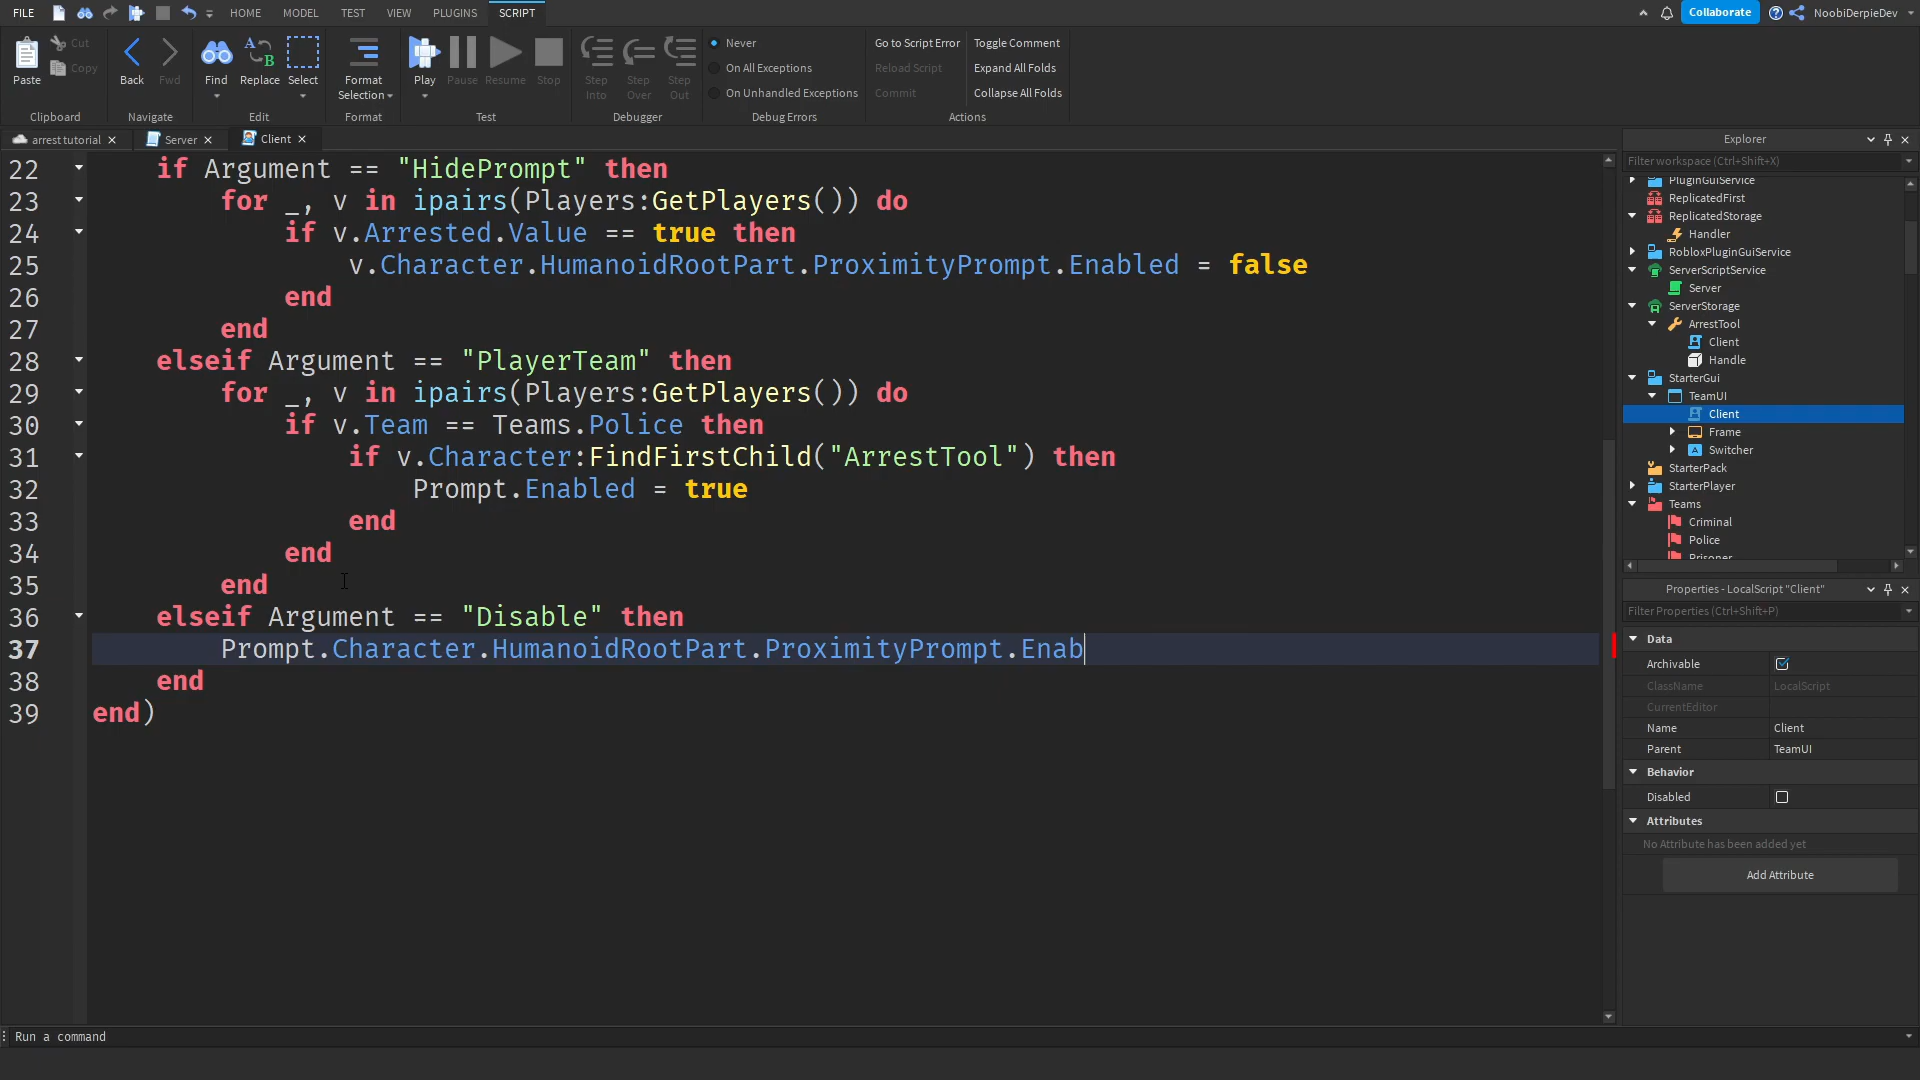 FILE HOME MODEL TEST VIEW PLUGINS SCRIPT Collaborate NoobiDerpieDev
Paste Cut Copy Back Fwd Find Replace Select Format Selection Play Pause Resume Stop Step Into Step Over Step Out
Never Go to Script Error Toggle Comment
On All Exceptions Reload Script Expand All Folds
On Unhandled Exceptions Commit Collapse All Folds
Clipboard Navigate Edit Format Test Debugger Debug Errors Actions
arrest tutorial Server Client
22 if Argument == "HidePrompt" then
23 for _, v in ipairs(Players:GetPlayers()) do
24 if v.Arrested.Value == true then
25 v.Character.HumanoidRootPart.ProximityPrompt.Enabled = false
26 end
27 end
28 elseif Argument == "PlayerTeam" then
29 for _, v in ipairs(Players:GetPlayers()) do
30 if v.Team == Teams.Police then
31 if v.Character:FindFirstChild("ArrestTool") then
32 Prompt.Enabled = true
33 end
34 end
35 end
36 elseif Argument == "Disable" then
37 Prompt.Character.HumanoidRootPart.ProximityPrompt.Enab
38 end
39 end)
Explorer
Filter workspace (Ctrl+Shift+X)
PluginGuiService
ReplicatedFirst
ReplicatedStorage
Handler
RobloxPluginGuiService
ServerScriptService
Server
ServerStorage
ArrestTool
Client
Handle
StarterGui
TeamUI
Client
Frame
Switcher
StarterPack
StarterPlayer
Teams
Criminal
Police
Prisoner
Properties - LocalScript "Client"
Filter Properties (Ctrl+Shift+P)
Data
Archivable
ClassName LocalScript
CurrentEditor
Name Client
Parent TeamUI
Behavior
Disabled
Attributes
No Attribute has been added yet
Add Attribute
Run a command